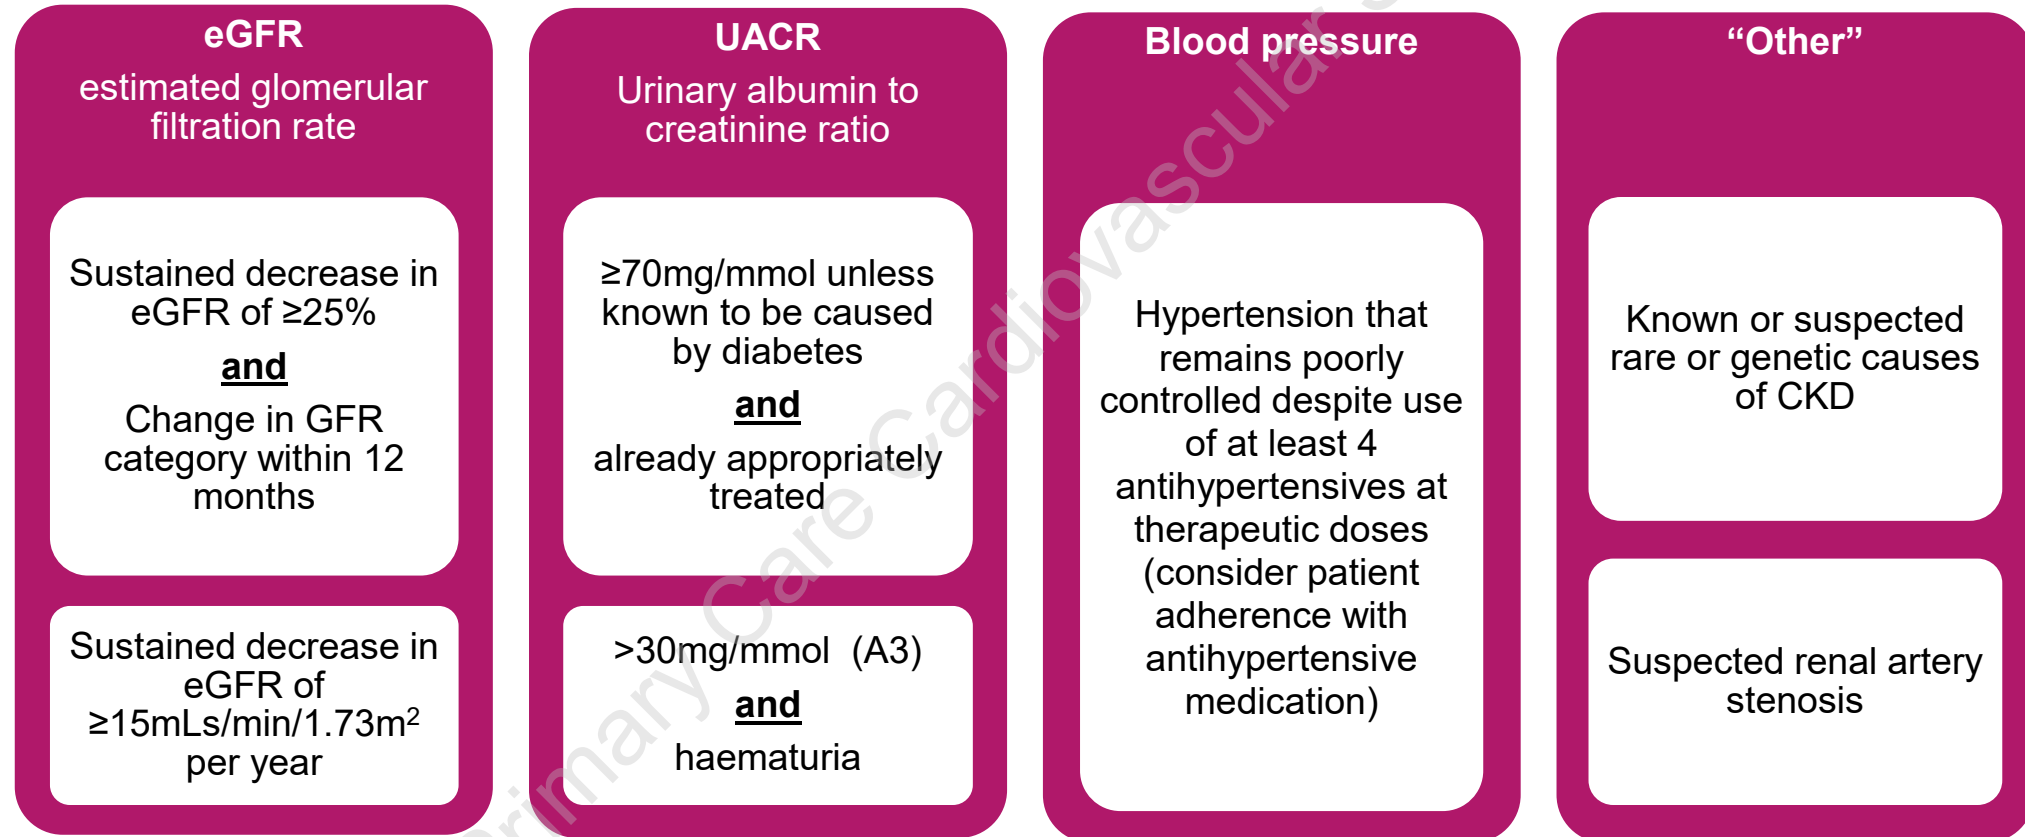 eGFR
estimated glomerular
filtration rate
Sustained decrease in
eGFR of ≥25%
and
Change in GFR
category within 12
months
Sustained decrease in
eGFR of
≥15mLs/min/1.73m²
per year
UACR
Urinary albumin to
creatinine ratio
≥70mg/mmol unless
known to be caused
by diabetes
and
already appropriately
treated
>30mg/mmol (A3)
and
haematuria
Blood pressure
Hypertension that
remains poorly
controlled despite use
of at least 4
antihypertensives at
therapeutic doses
(consider patient
adherence with
antihypertensive
medication)
“Other”
Known or suspected
rare or genetic causes
of CKD
Suspected renal artery
stenosis
Primary Care Cardiovascular